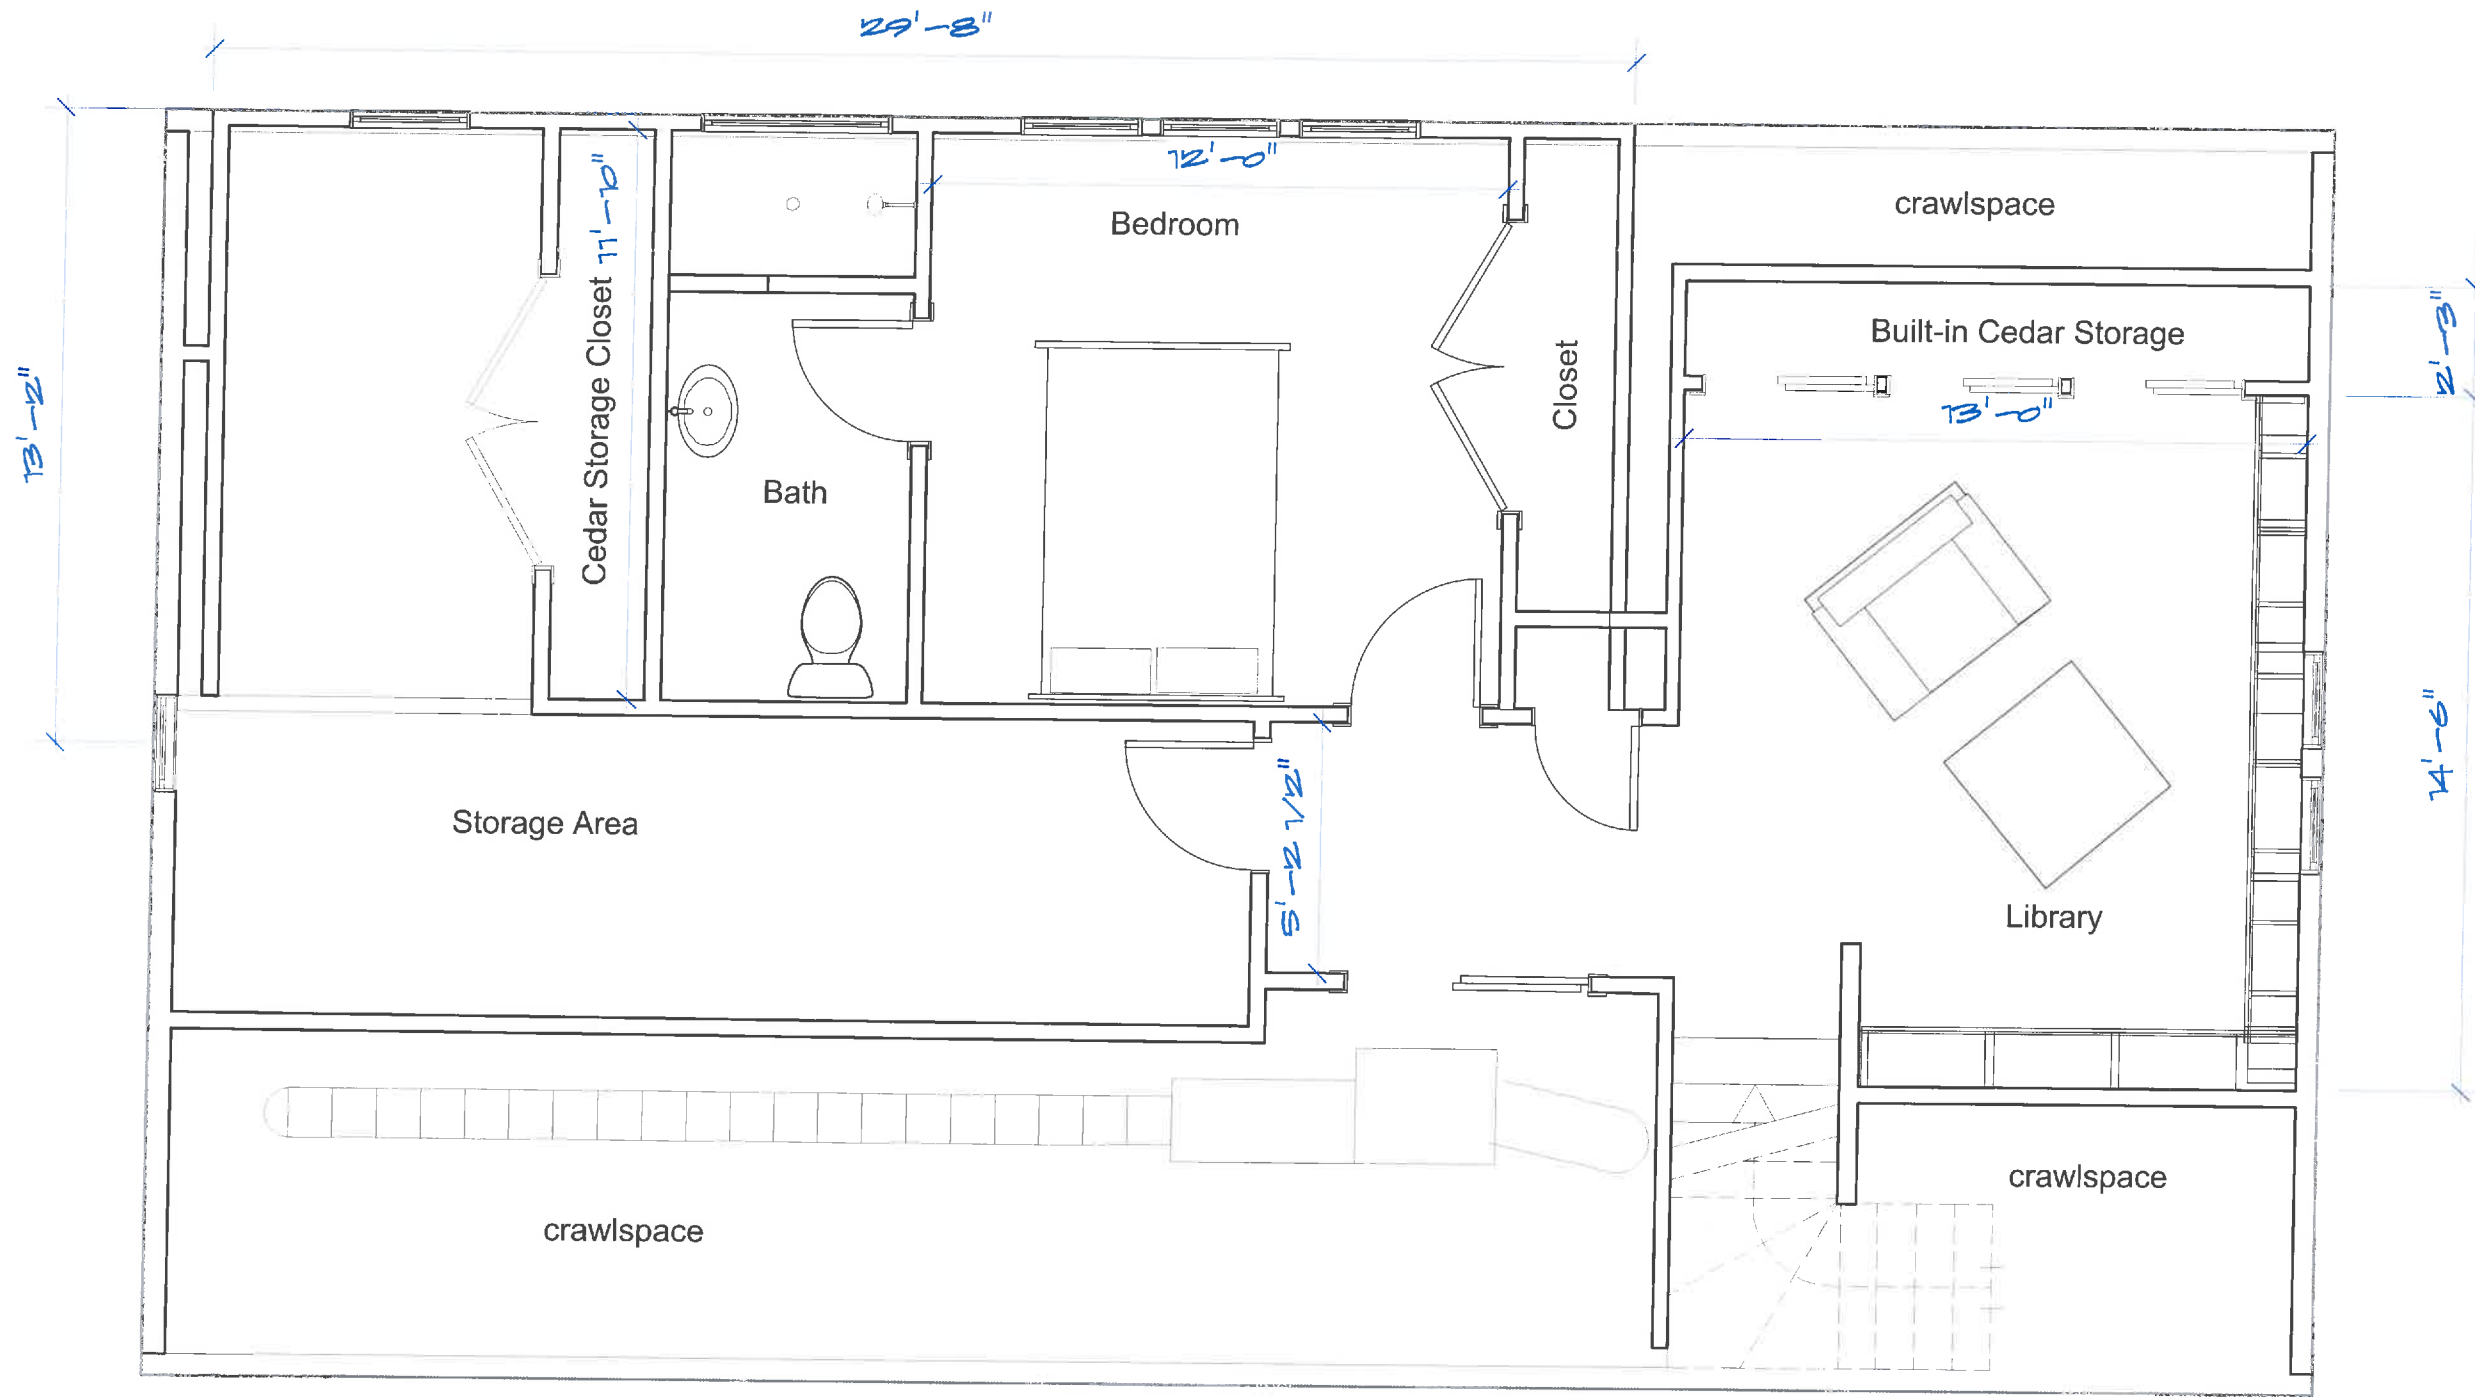 29'-8"
12'-0"
Bedroom
crawlspace
11'-10"
Cedar Storage Closet
13'-2"
Built-in Cedar Storage
2'-3"
Closet
13'-0"
Bath
Storage Area
5'-2 1/2"
14'-6"
Library
crawlspace
crawlspace